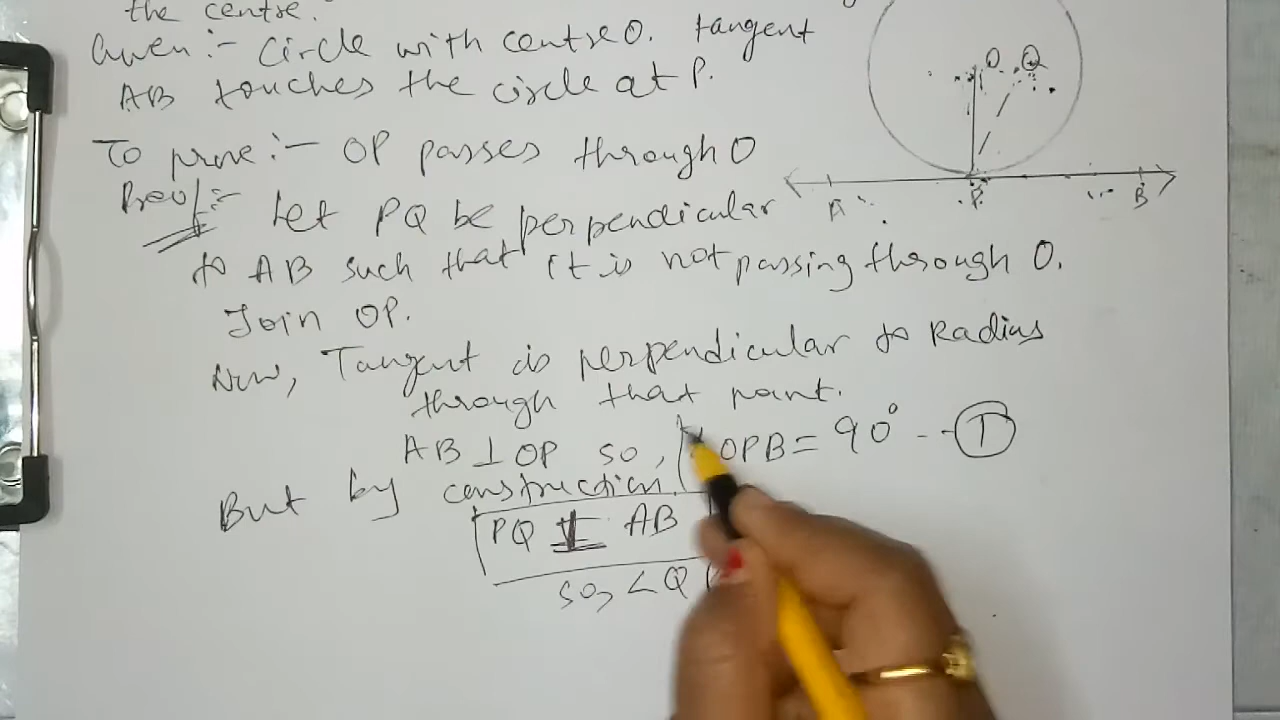 the centre.
Given :- Circle with centre O. tangent
AB touches the circle at P.
To prove :- OP passes through O
Proof :- Let PQ be perpendicular
to AB such that it is not passing through O.
Join OP.
Now, Tangent is perpendicular to Radius
through that point.
AB ⊥ OP so, OPB = 90° -- I
But by construction
PQ ⊥ AB
so, < Q
O Q
A P B